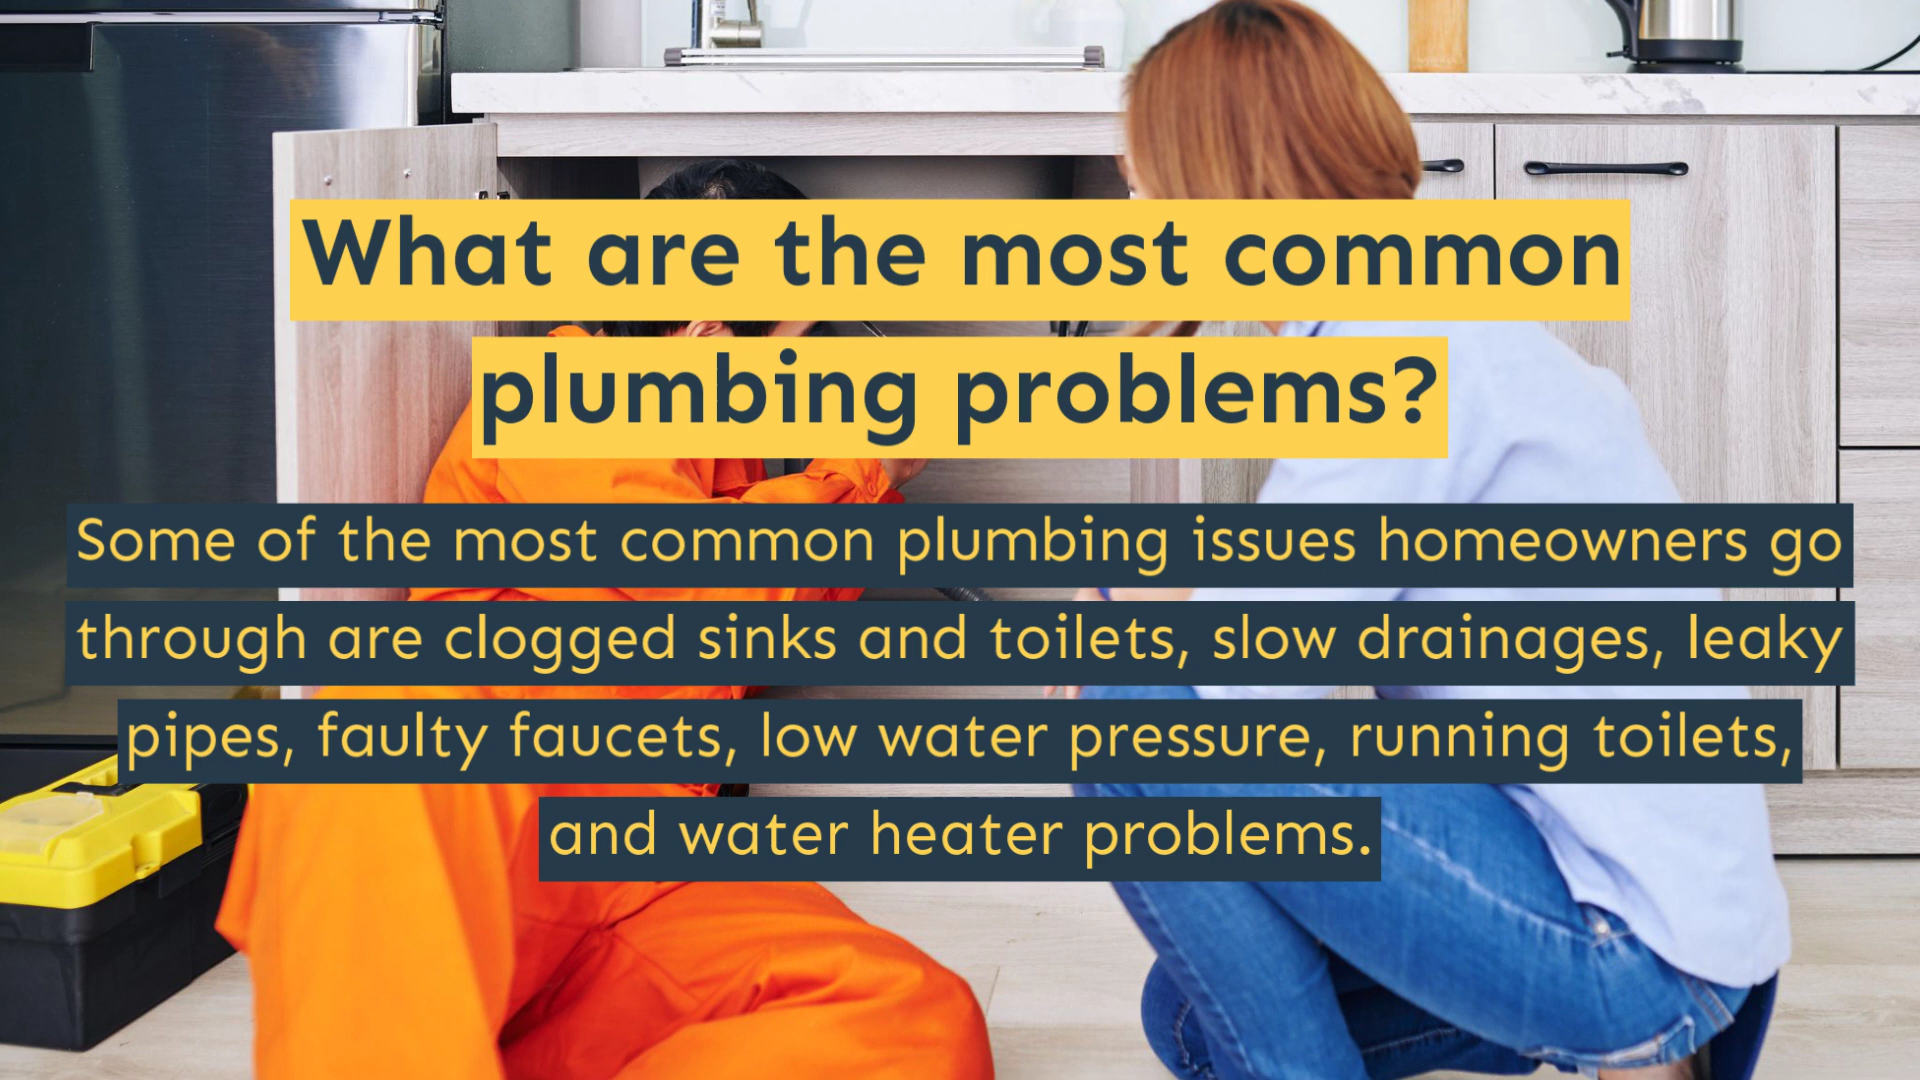 What are the most common
plumbing problems?
Some of the most common plumbing issues homeowners go
through are clogged sinks and toilets, slow drainages, leaky
pipes, faulty faucets, low water pressure, running toilets,
and water heater problems.